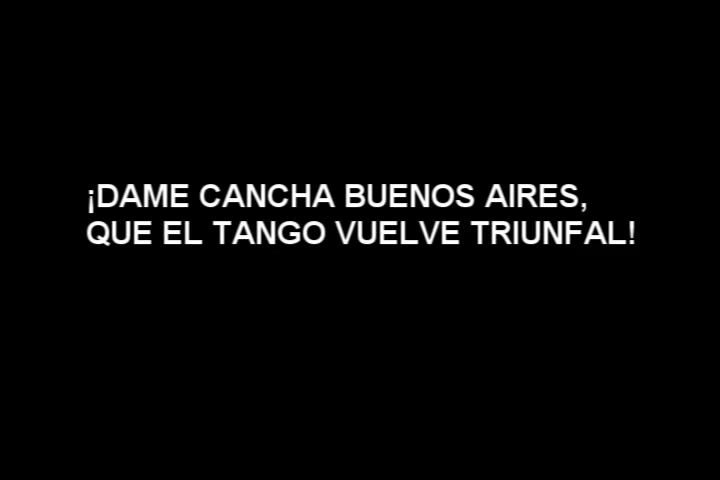 ¡DAME CANCHA BUENOS AIRES,
QUE EL TANGO VUELVE TRIUNFAL!